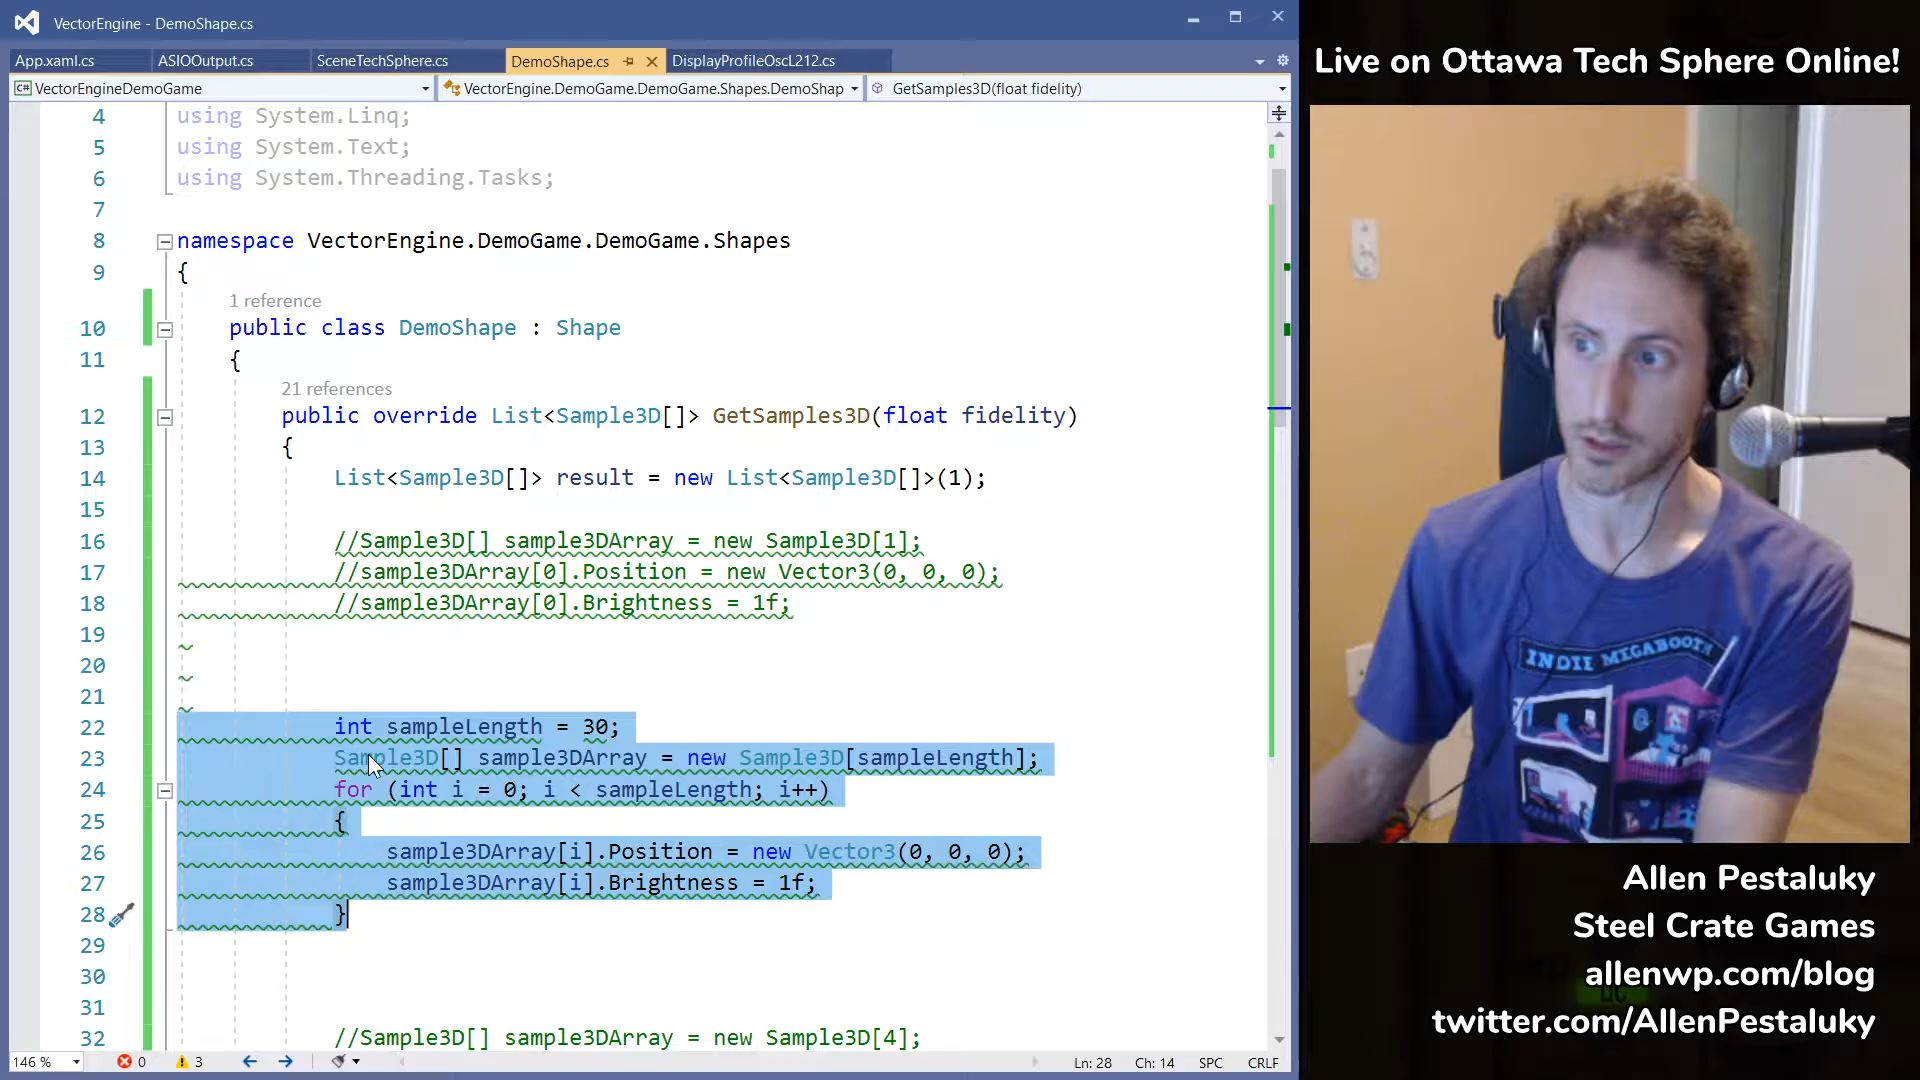 VectorEngine - DemoShape.cs
App.xaml.cs
ASIOOutput.cs
SceneTechSphere.cs
DemoShape.cs
DisplayProfileOscL212.cs
C# VectorEngineDemoGame
VectorEngine.DemoGame.DemoGame.Shapes.DemoShap
GetSamples3D(float fidelity)
4 using System.Linq;
5 using System.Text;
6 using System.Threading.Tasks;
7
8 namespace VectorEngine.DemoGame.DemoGame.Shapes
9 {
1 reference
10 public class DemoShape : Shape
11 {
21 references
12 public override List<Sample3D[]> GetSamples3D(float fidelity)
13 {
14 List<Sample3D[]> result = new List<Sample3D[]>(1);
15
16 //Sample3D[] sample3DArray = new Sample3D[1];
17 //sample3DArray[0].Position = new Vector3(0, 0, 0);
18 //sample3DArray[0].Brightness = 1f;
19
20
21
22 int sampleLength = 30;
23 Sample3D[] sample3DArray = new Sample3D[sampleLength];
24 for (int i = 0; i < sampleLength; i++)
25 {
26 sample3DArray[i].Position = new Vector3(0, 0, 0);
27 sample3DArray[i].Brightness = 1f;
28 }
29
30
31
32 //Sample3D[] sample3DArray = new Sample3D[4];
146 %
0
3
Ln: 28
Ch: 14
SPC
CRLF
Live on Ottawa Tech Sphere Online!
INDIE MEGABOOTH
Allen Pestaluky
Steel Crate Games
allenwp.com/blog
twitter.com/AllenPestaluky